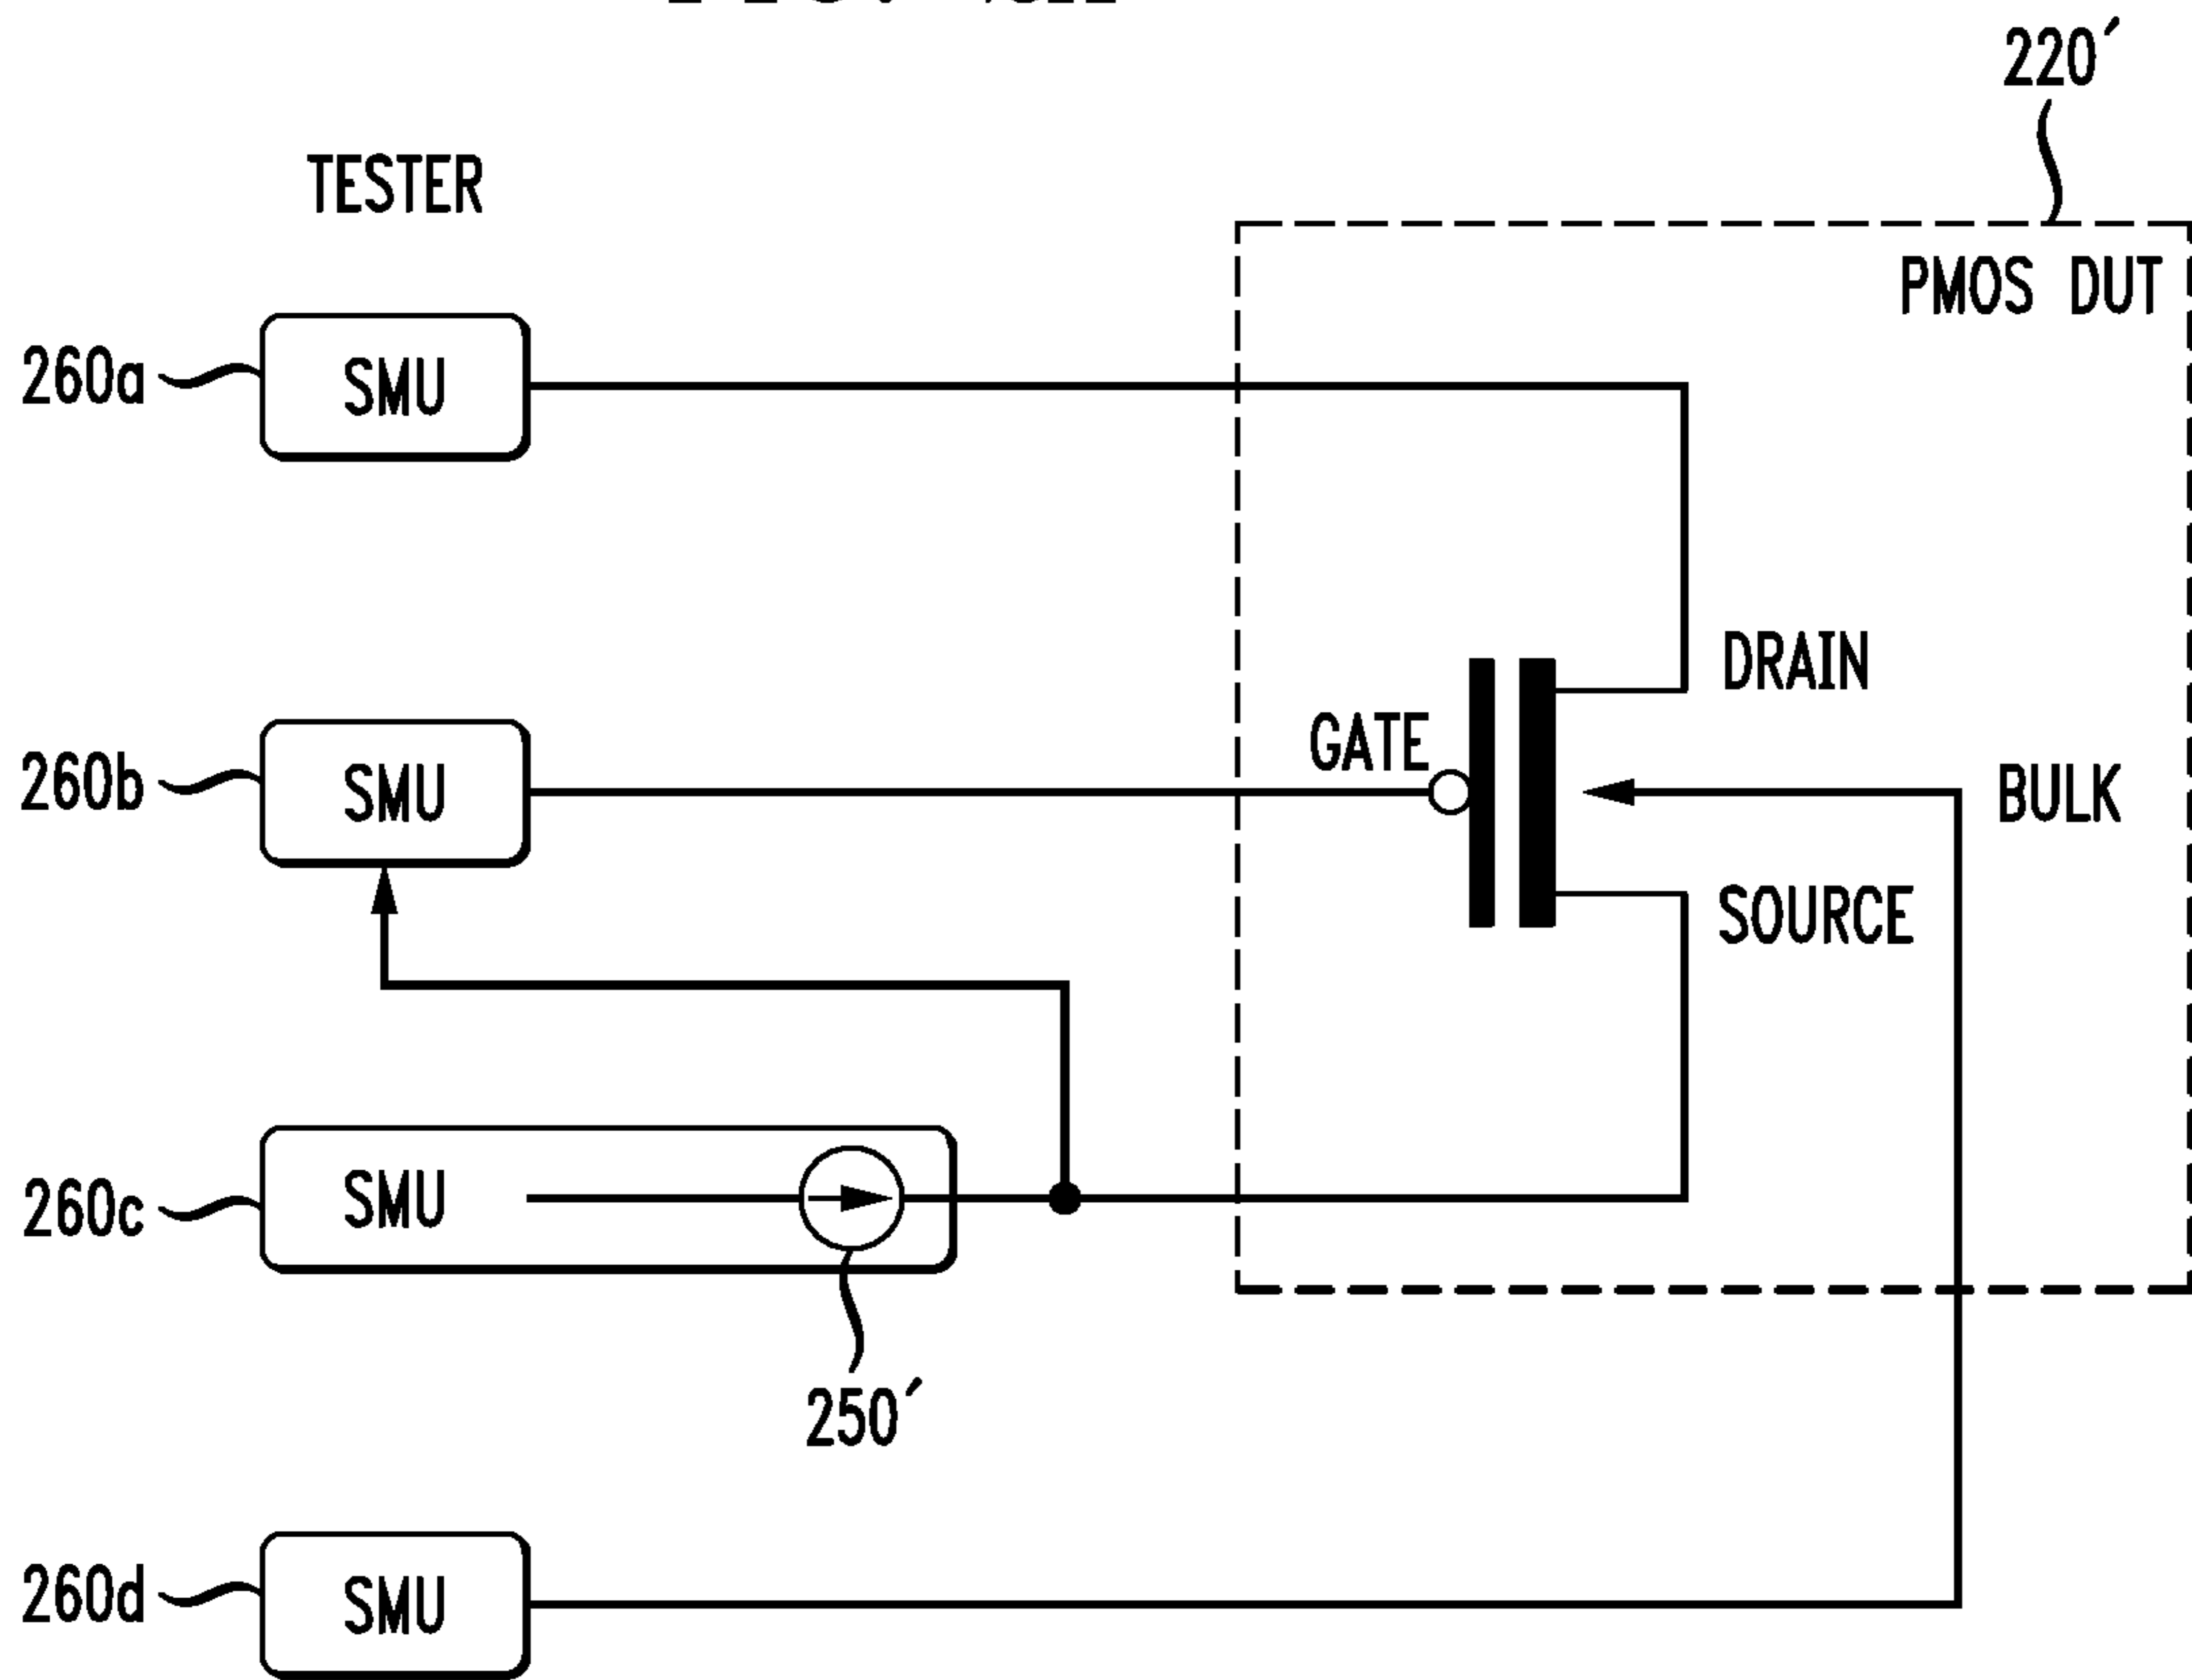 220′
TESTER
PMOS DUT
260a
SMU
DRAIN
GATE
260b
SMU
BULK
SOURCE
260c
SMU
250′
260d
SMU